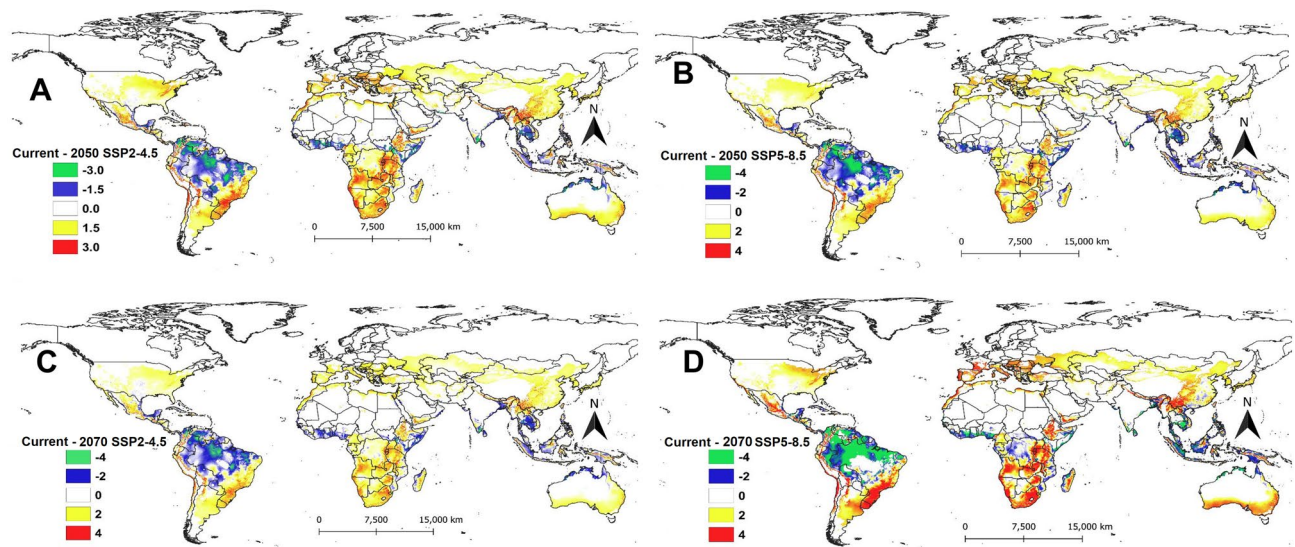 A
N
Current - 2050 SSP2-4.5
-3.0
-1.5
0.0
1.5
3.0
0 7,500 15,000 km
B
N
Current - 2050 SSP5-8.5
-4
-2
0
2
4
0 7,500 15,000 km
C
N
Current - 2070 SSP2-4.5
-4
-2
0
2
4
0 7,500 15,000 km
D
N
Current - 2070 SSP5-8.5
-4
-2
0
2
4
0 7,500 15,000 km